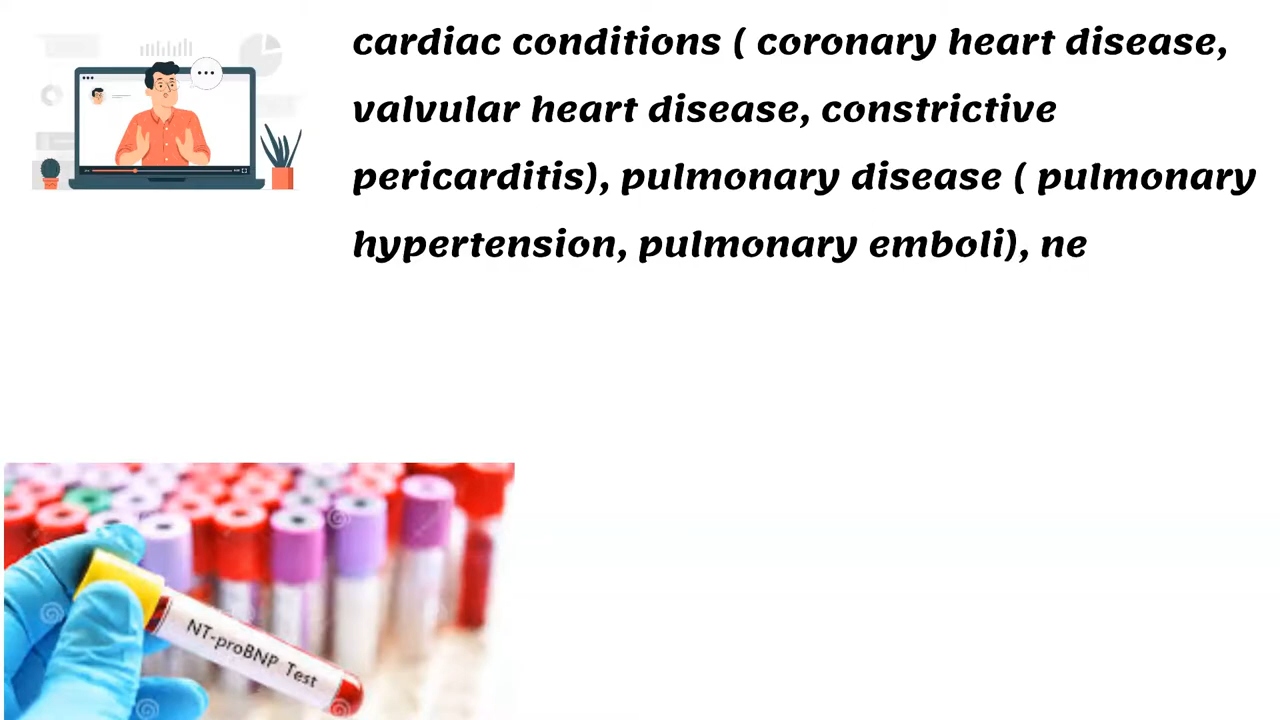 cardiac conditions ( coronary heart disease,
valvular heart disease, constrictive
pericarditis), pulmonary disease ( pulmonary
hypertension, pulmonary emboli), ne
NT-proBNP Test